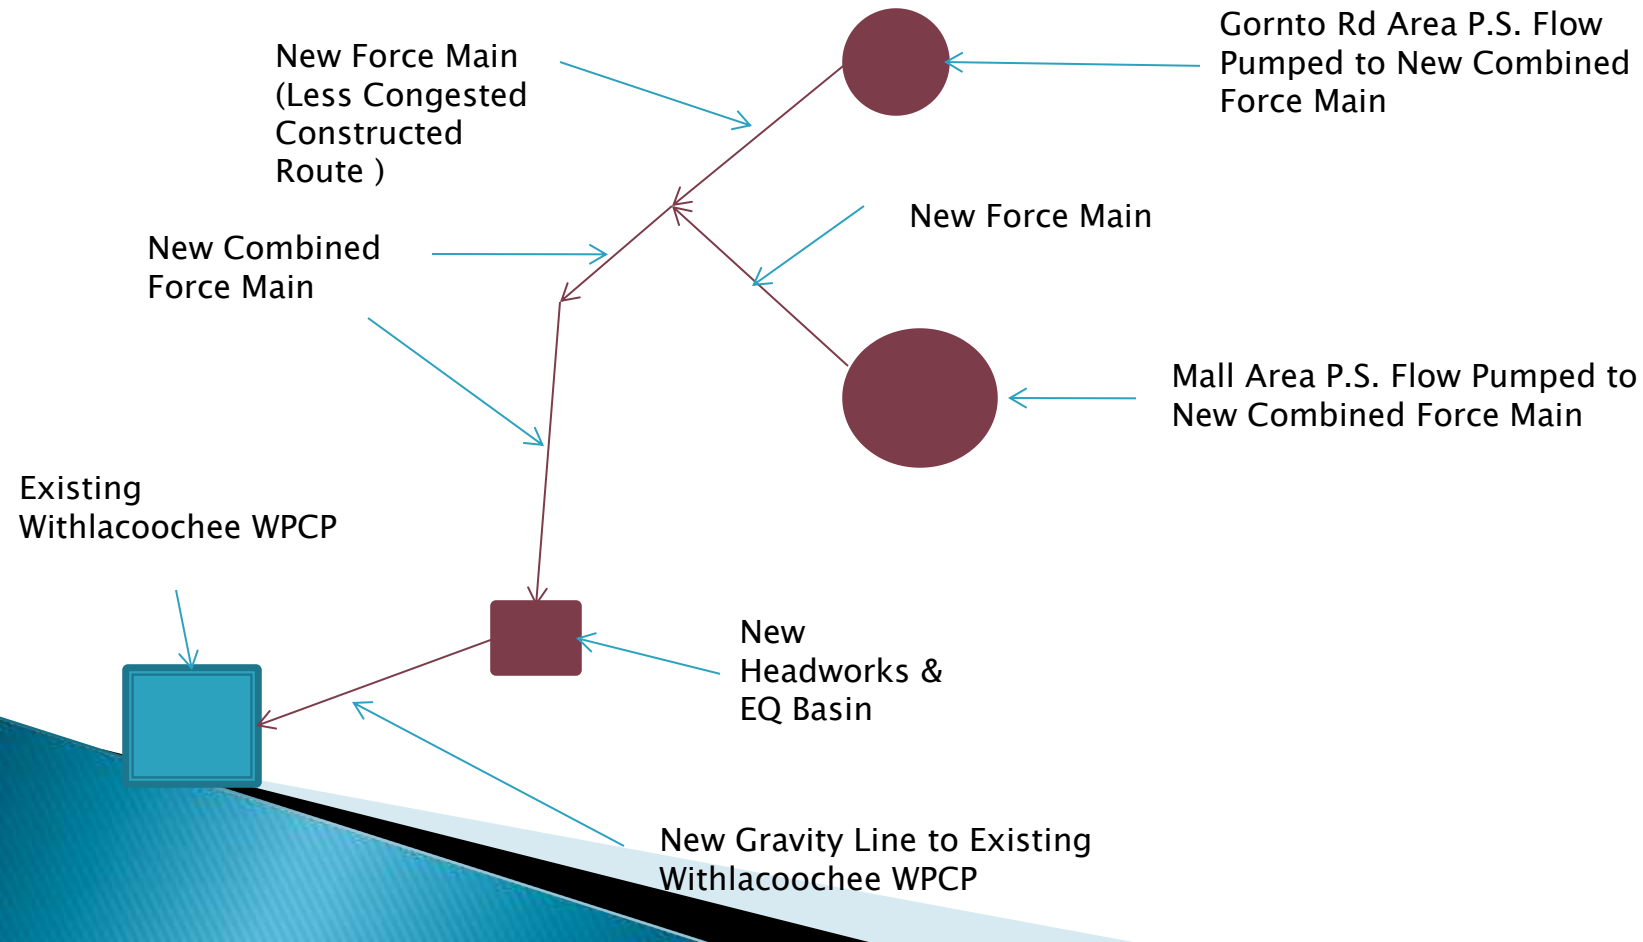 Gornto Rd Area P.S. Flow
Pumped to New Combined
Force Main
New Force Main
(Less Congested
Constructed
Route )
New Force Main
New Combined
Force Main
Mall Area P.S. Flow Pumped to
New Combined Force Main
Existing
Withlacoochee WPCP
New
Headworks &
EQ Basin
New Gravity Line to Existing
Withlacoochee WPCP